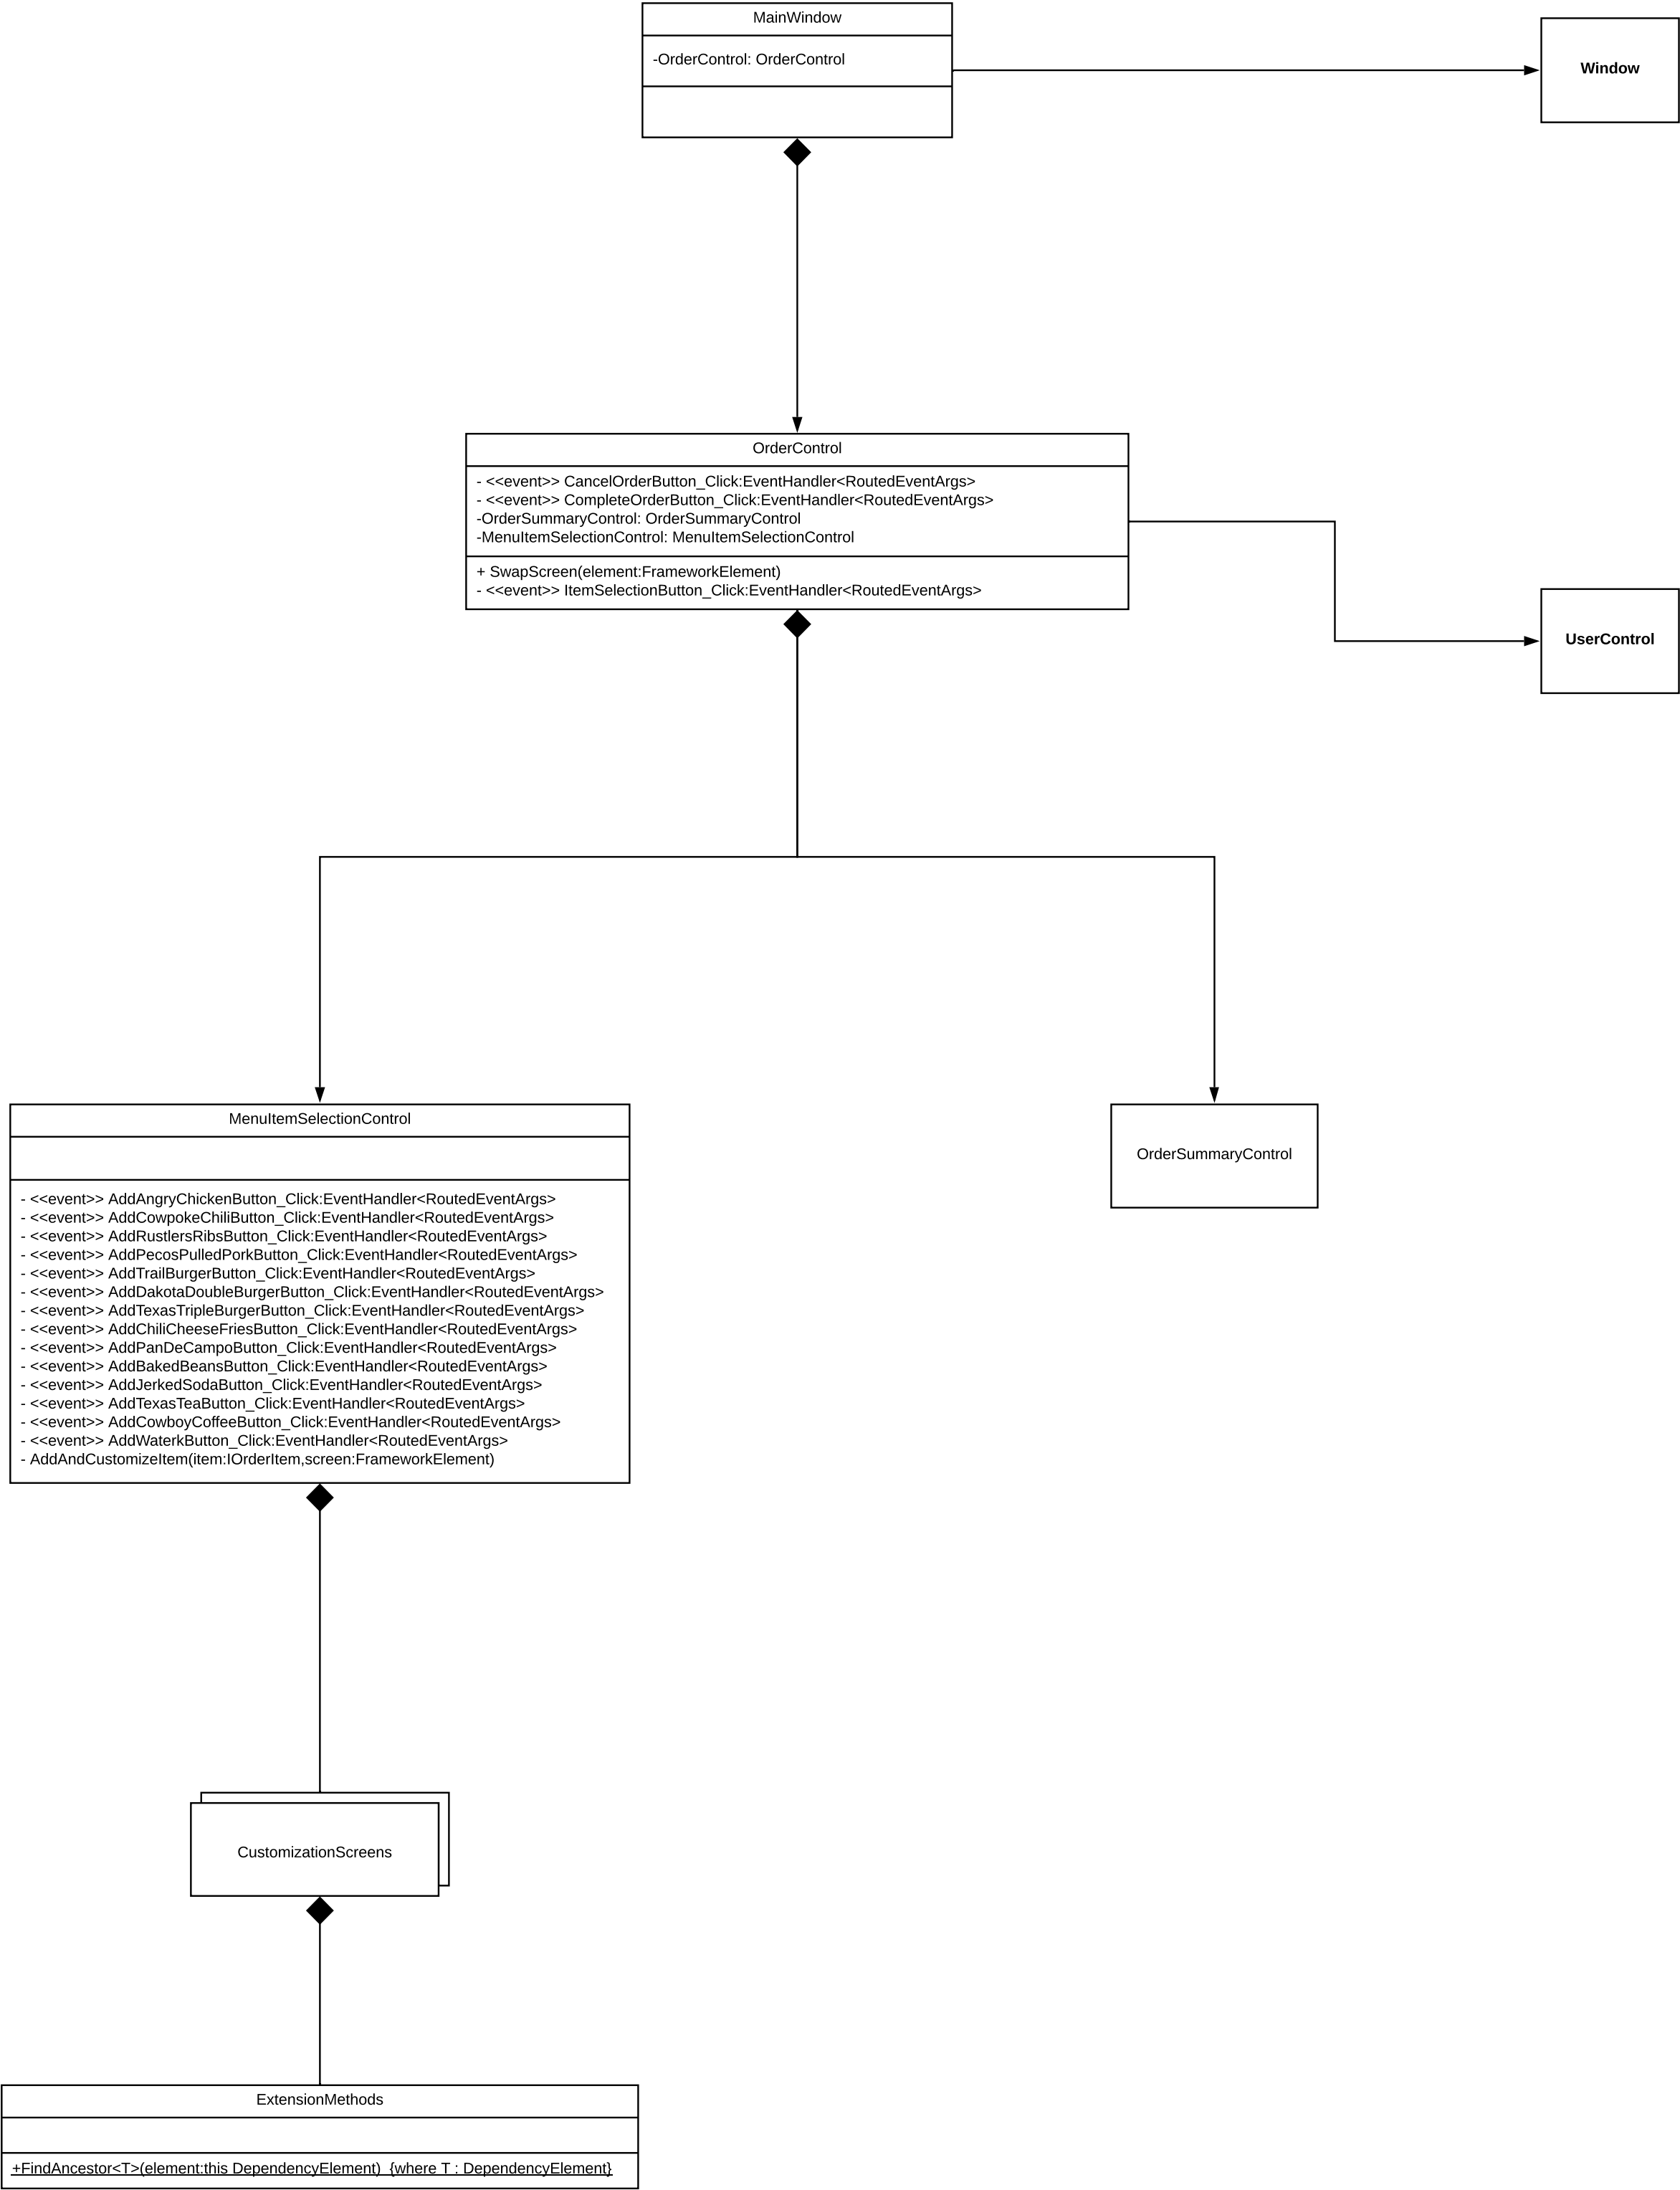 MainWindow
-OrderControl: OrderControl
Window
OrderControl
- <<event>> CancelOrderButton_Click:EventHandler<RoutedEventArgs>
- <<event>> CompleteOrderButton_Click:EventHandler<RoutedEventArgs>
-OrderSummaryControl: OrderSummaryControl
-MenuItemSelectionControl: MenuItemSelectionControl
+ SwapScreen(element:FrameworkElement)
- <<event>> ItemSelectionButton_Click:EventHandler<RoutedEventArgs>
UserControl
MenuItemSelectionControl
- <<event>> AddAngryChickenButton_Click:EventHandler<RoutedEventArgs>
- <<event>> AddCowpokeChiliButton_Click:EventHandler<RoutedEventArgs>
- <<event>> AddRustlersRibsButton_Click:EventHandler<RoutedEventArgs>
- <<event>> AddPecosPulledPorkButton_Click:EventHandler<RoutedEventArgs>
- <<event>> AddTrailBurgerButton_Click:EventHandler<RoutedEventArgs>
- <<event>> AddDakotaDoubleBurgerButton_Click:EventHandler<RoutedEventArgs>
- <<event>> AddTexasTripleBurgerButton_Click:EventHandler<RoutedEventArgs>
- <<event>> AddChiliCheeseFriesButton_Click:EventHandler<RoutedEventArgs>
- <<event>> AddPanDeCampoButton_Click:EventHandler<RoutedEventArgs>
- <<event>> AddBakedBeansButton_Click:EventHandler<RoutedEventArgs>
- <<event>> AddJerkedSodaButton_Click:EventHandler<RoutedEventArgs>
- <<event>> AddTexasTeaButton_Click:EventHandler<RoutedEventArgs>
- <<event>> AddCowboyCoffeeButton_Click:EventHandler<RoutedEventArgs>
- <<event>> AddWaterkButton_Click:EventHandler<RoutedEventArgs>
- AddAndCustomizeItem(item:IOrderItem,screen:FrameworkElement)
OrderSummaryControl
CustomizationScreens
ExtensionMethods
+FindAncestor<T>(element:this DependencyElement)  {where T : DependencyElement}